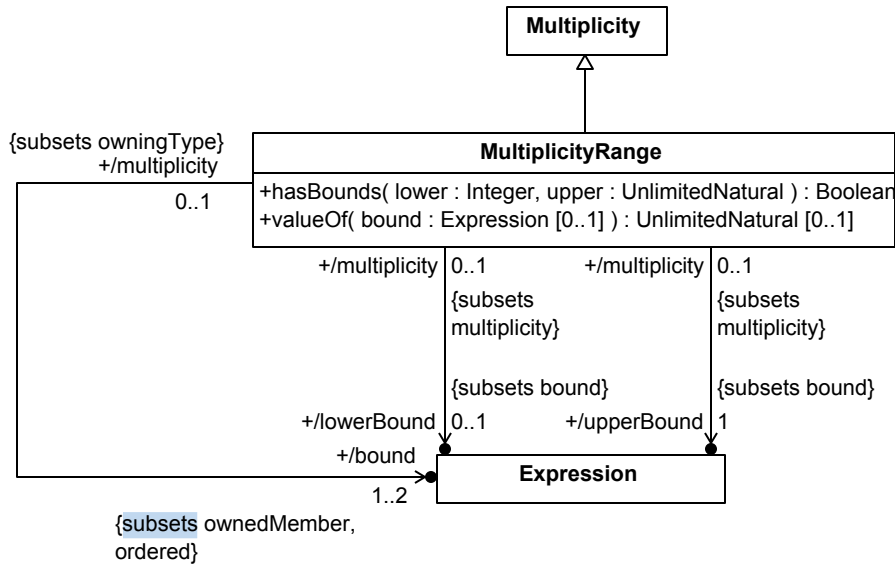 Multiplicity
{subsets owningType}
+/multiplicity
0..1
MultiplicityRange
+hasBounds( lower : Integer, upper : UnlimitedNatural ) : Boolean
+valueOf( bound : Expression [0..1] ) : UnlimitedNatural [0..1]
+/multiplicity 0..1
{subsets
multiplicity}
+/multiplicity 0..1
{subsets
multiplicity}
{subsets bound}
+/lowerBound 0..1
{subsets bound}
+/upperBound 1
+/bound
1..2
Expression
{subsets ownedMember,
ordered}